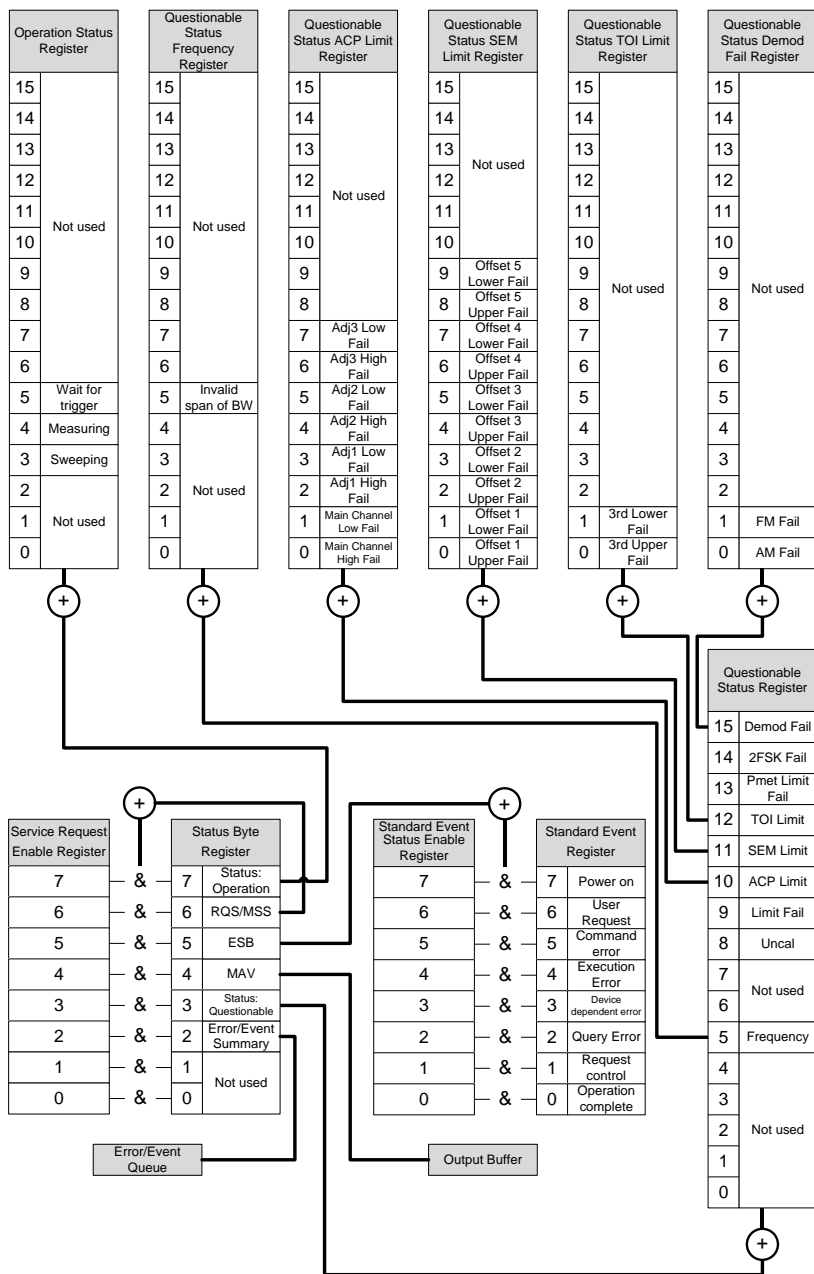 Operation Status
Register
15
14
13
12
11
10
9
8
7
6
Not used
5
Wait for
trigger
4
Measuring
3
Sweeping
2
1
0
Not used
+
Questionable
Status
Frequency
Register
15
14
13
12
11
10
9
8
7
6
Not used
5
Invalid
span of BW
4
3
2
1
0
Not used
+
Questionable
Status ACP Limit
Register
15
14
13
12
11
10
9
8
Not used
7
Adj3 Low
Fail
6
Adj3 High
Fail
5
Adj2 Low
Fail
4
Adj2 High
Fail
3
Adj1 Low
Fail
2
Adj1 High
Fail
1
Main Channel
Low Fail
0
Main Channel
High Fail
+
Questionable
Status SEM
Limit Register
15
14
13
12
11
10
Not used
9
Offset 5
Lower Fail
8
Offset 5
Upper Fail
7
Offset 4
Lower Fail
6
Offset 4
Upper Fail
5
Offset 3
Lower Fail
4
Offset 3
Upper Fail
3
Offset 2
Lower Fail
2
Offset 2
Upper Fail
1
Offset 1
Lower Fail
0
Offset 1
Upper Fail
+
Questionable
Status TOI Limit
Register
15
14
13
12
11
10
9
8
7
6
5
4
3
2
Not used
1
3rd Lower
Fail
0
3rd Upper
Fail
+
Questionable
Status Demod
Fail Register
15
14
13
12
11
10
9
8
7
6
5
4
3
2
Not used
1
FM Fail
0
AM Fail
+
Questionable
Status Register
15 Demod Fail
14 2FSK Fail
13
Pmet Limit
Fail
12 TOI Limit
11 SEM Limit
10 ACP Limit
9 Limit Fail
8 Uncal
7
6
Not used
5 Frequency
4
3
2
1
0
Not used
+
+
Service Request
Enable Register
7
6
5
4
3
2
1
0
&
&
&
&
&
&
&
&
Status Byte
Register
7
Status:
Operation
6 RQS/MSS
5 ESB
4 MAV
3
Status:
Questionable
2
Error/Event
Summary
1
0
Not used
+
Standard Event
Status Enable
Register
7
6
5
4
3
2
1
0
&
&
&
&
&
&
&
&
Standard Event
Register
7 Power on
6
User
Request
5
Command
error
4
Execution
Error
3
Device
dependent error
2 Query Error
1
Request
control
0
Operation
complete
Error/Event
Queue
Output Buffer